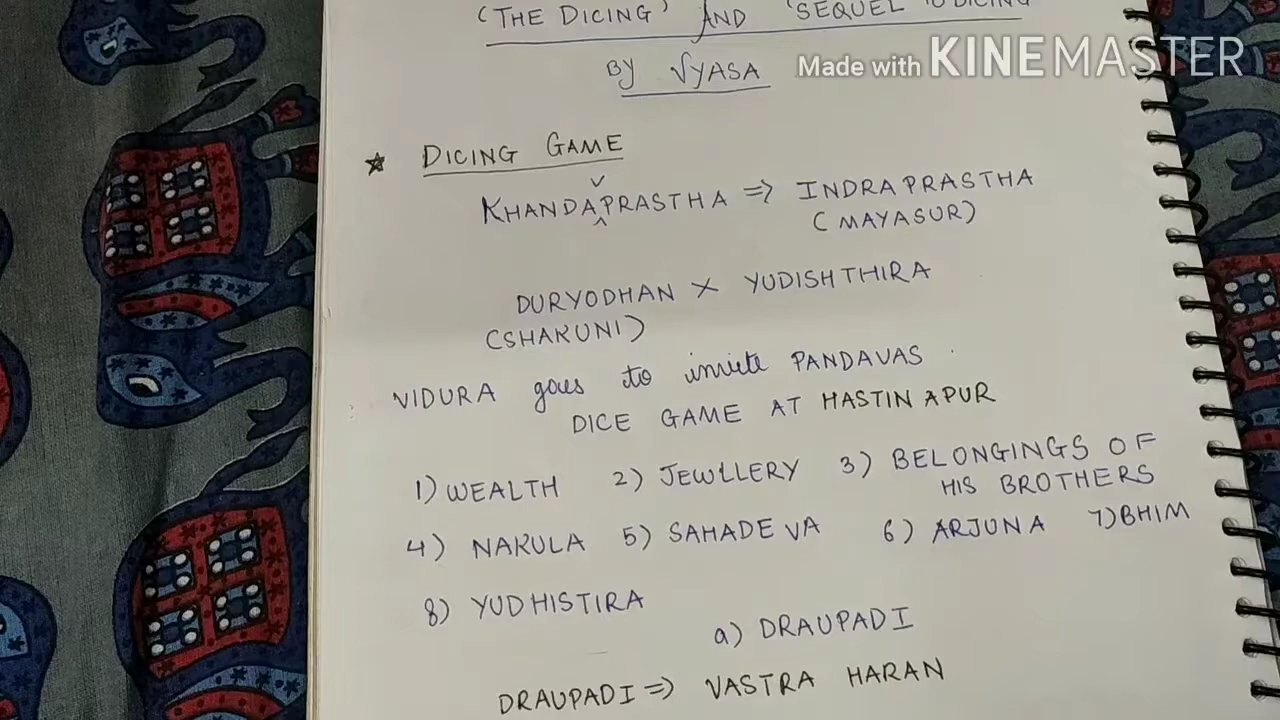 (THE DICING' AND 'SEQUEL TO DICING
BY VYASA
Made with KINEMASTER
★ DICING GAME
KHANDAVPRASTHA ⇒ INDRAPRASTHA
(MAYASUR)
DURYODHAN × YUDISHTHIRA
(SHAKUNI)
VIDURA goes to invite PANDAVAS
DICE GAME AT HASTINAPUR
1) WEALTH 2) JEWLLERY 3) BELONGINGS OF
HIS BROTHERS
4) NAKULA 5) SAHADEVA 6) ARJUNA 7) BHIM
8) YUDHISTIRA
a) DRAUPADI
DRAUPADI ⇒ VASTRA HARAN